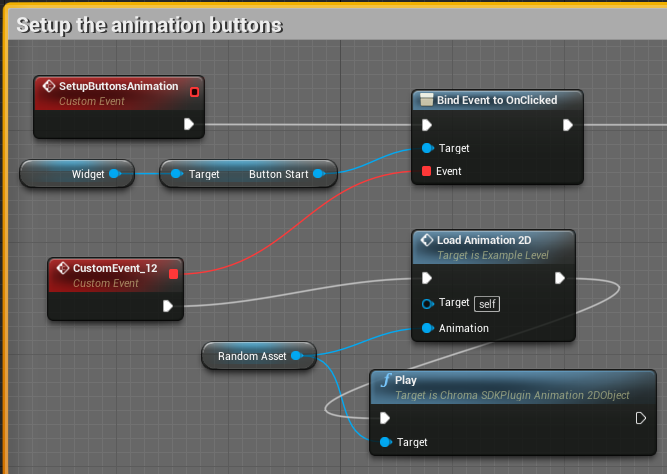 Setup the animation buttons
SetupButtonsAnimation
Custom Event
Bind Event to OnClicked
Target
Event
Widget
Target Button Start
CustomEvent_12
Custom Event
Load Animation 2D
Target is Example Level
Target self
Animation
Random Asset
f Play
Target is Chroma SDKPlugin Animation 2DObject
Target